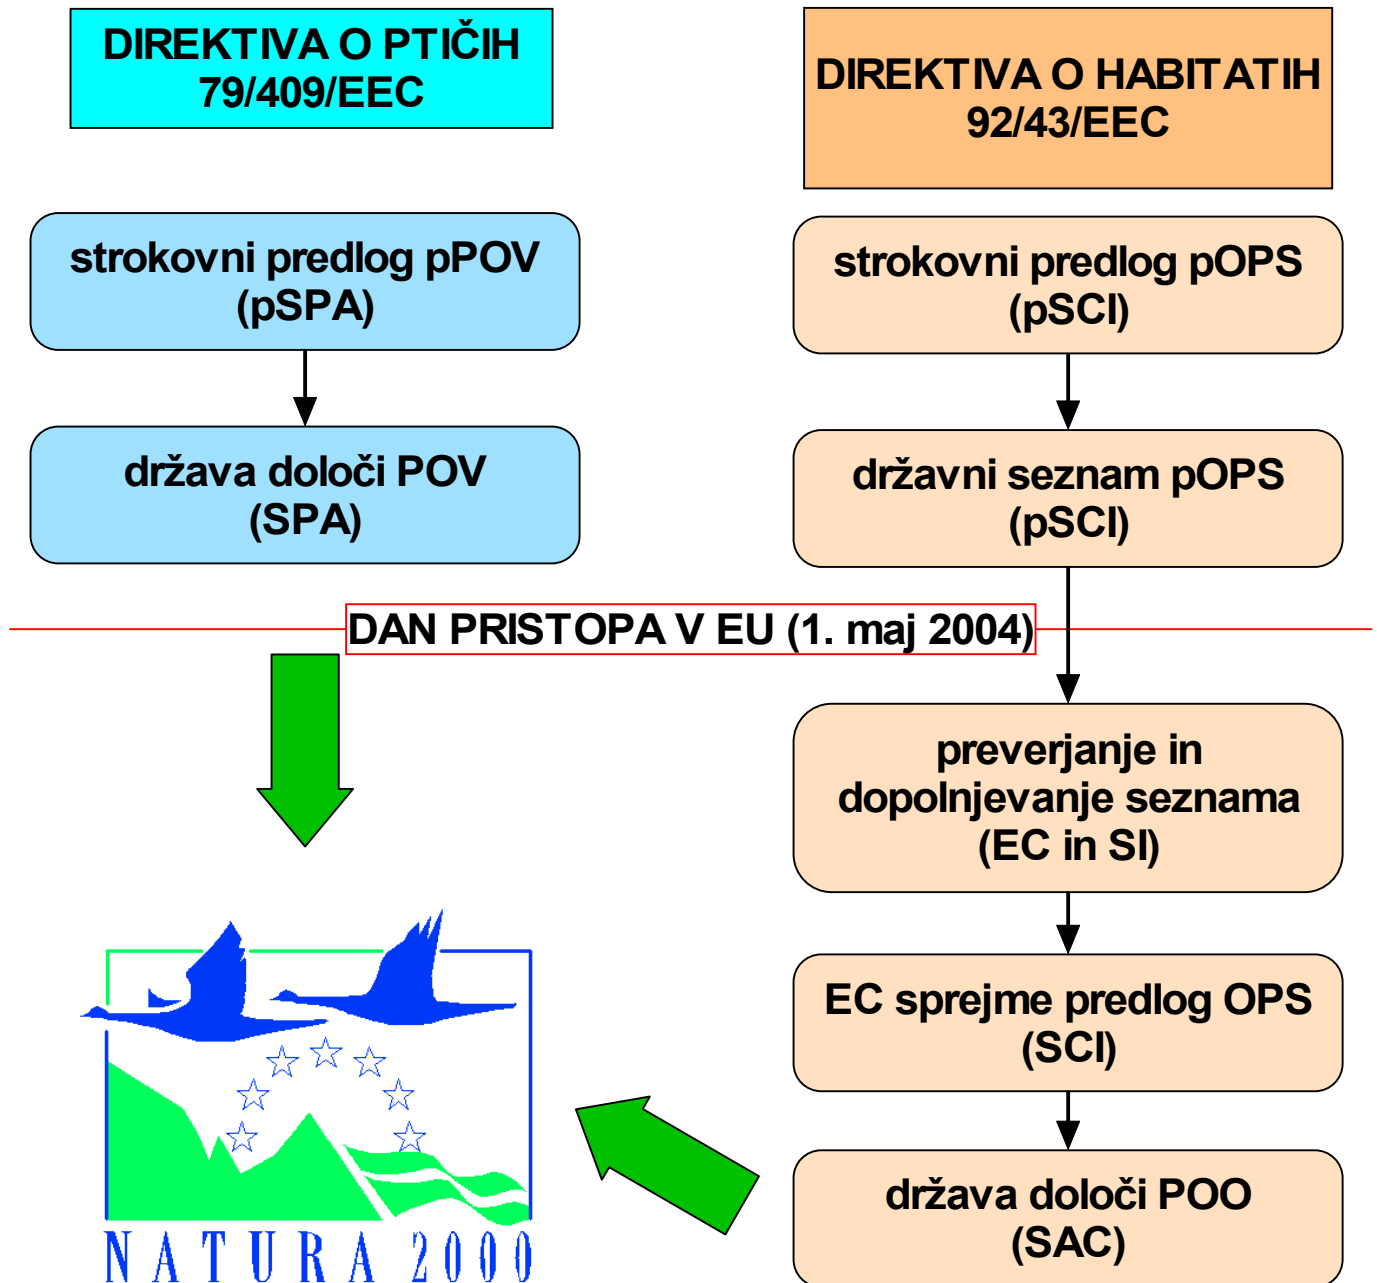 DIREKTIVA O PTIČIH
79/409/EEC
strokovni predlog pPOV
(pSPA)
država določi POV
(SPA)
DIREKTIVA O HABITATIH
92/43/EEC
strokovni predlog pOPS
(pSCI)
državni seznam pOPS
(pSCI)
DAN PRISTOPA V EU (1. maj 2004)
preverjanje in
dopolnjevanje seznama
(EC in SI)
EC sprejme predlog OPS
(SCI)
država določi POO
(SAC)
NATURA 2000